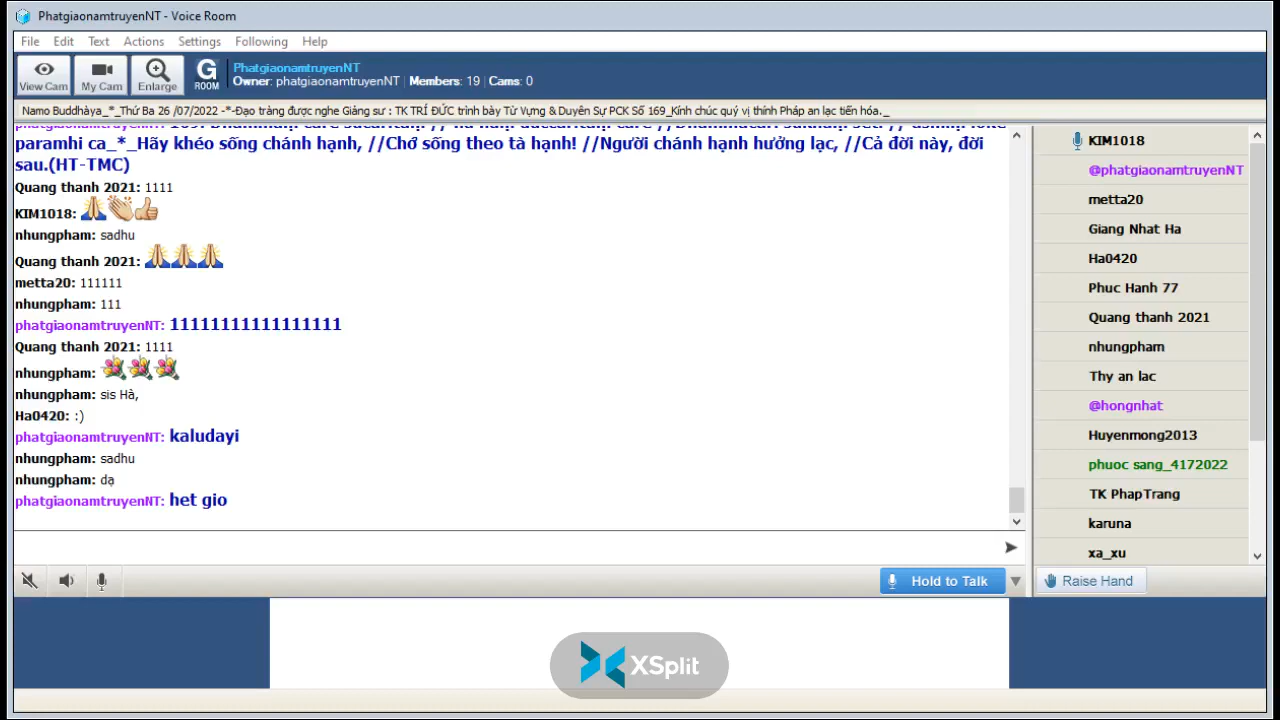 PhatgiaonamtruyenNT - Voice Room
File Edit Text Actions Settings Following Help
View Cam My Cam Enlarge G ROOM
PhatgiaonamtruyenNT
Owner: phatgiaonamtruyenNT | Members: 19 | Cams: 0
Namo Buddhàya_*_Thứ Ba 26 /07/2022 -*-Đạo tràng được nghe Giảng sư : TK TRÍ ĐỨC trình bày Từ Vựng & Duyên Sự PCK Số 169_Kính chúc quý vị thính Pháp an lạc tiến hóa._
paramhi ca_*_Hãy khéo sống chánh hạnh, //Chớ sống theo tà hạnh! //Người chánh hạnh hưởng lạc, //Cả đời này, đời
sau.(HT-TMC)
Quang thanh 2021: 1111
KIM1018:
nhungpham: sadhu
Quang thanh 2021:
metta20: 111111
nhungpham: 111
phatgiaonamtruyenNT: 11111111111111111
Quang thanh 2021: 1111
nhungpham:
nhungpham: sis Hà,
Ha0420: :)
phatgiaonamtruyenNT: kaludayi
nhungpham: sadhu
nhungpham: dạ
phatgiaonamtruyenNT: het gio
KIM1018
@phatgiaonamtruyenNT
metta20
Giang Nhat Ha
Ha0420
Phuc Hanh 77
Quang thanh 2021
nhungpham
Thy an lac
@hongnhat
Huyenmong2013
phuoc sang_4172022
TK PhapTrang
karuna
xa_xu
Hold to Talk
Raise Hand
XSplit